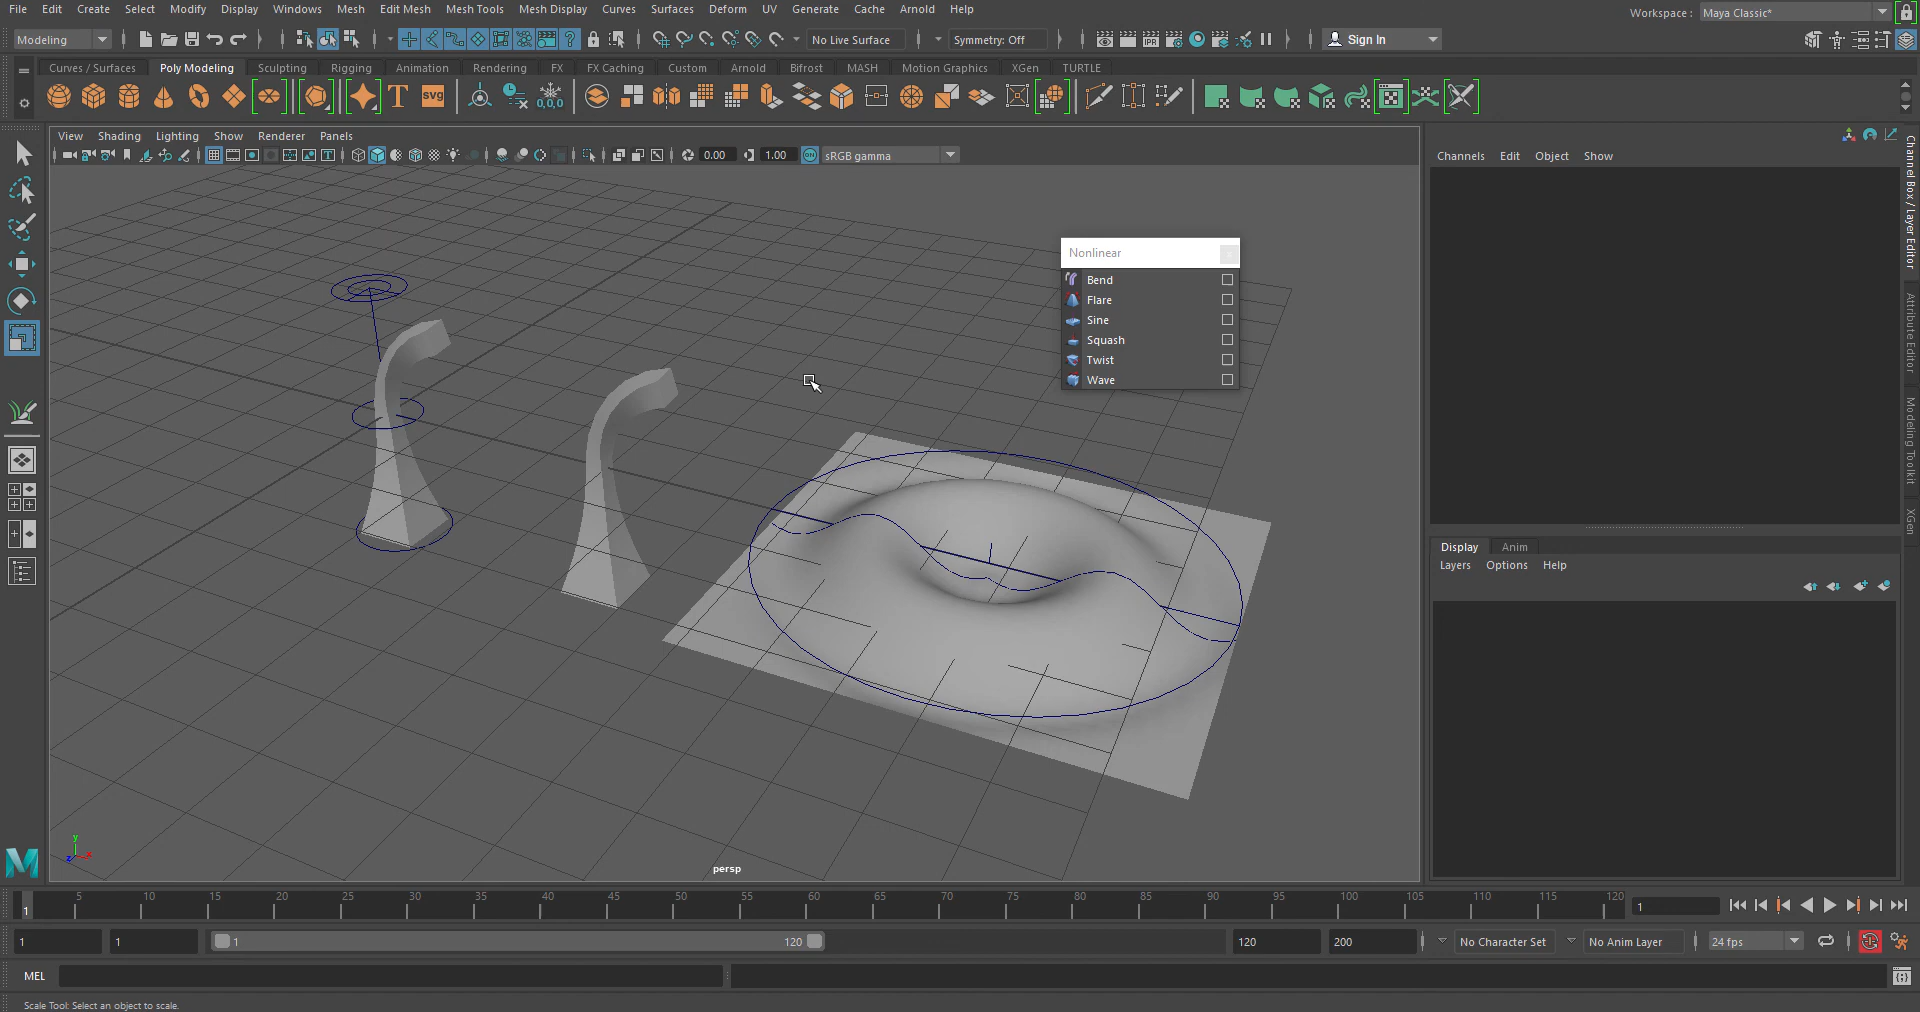 File Edit Create Select Modify Display Windows Mesh Edit Mesh Mesh Tools Mesh Display Curves Surfaces Deform UV Generate Cache Arnold Help
Workspace : Maya Classic*
Modeling No Live Surface Symmetry: Off Sign In
Curves / Surfaces Poly Modeling Sculpting Rigging Animation Rendering FX FX Caching Custom Arnold Bifrost MASH Motion Graphics XGen TURTLE
T SVG 0,0,0
View Shading Lighting Show Renderer Panels
0.00 1.00 ON sRGB gamma
Channels Edit Object Show
Channel Box / Layer Editor
Attribute Editor
Modeling Toolkit
XGen
Nonlinear
Bend
Flare
Sine
Squash
Twist
Wave
Display Anim
Layers Options Help
y
z x
persp
1 5 10 15 20 25 30 35 40 45 50 55 60 65 70 75 80 85 90 95 100 105 110 115 120 1
1 1 1 120 120 200 No Character Set No Anim Layer 24 fps
MEL
Scale Tool: Select an object to scale.